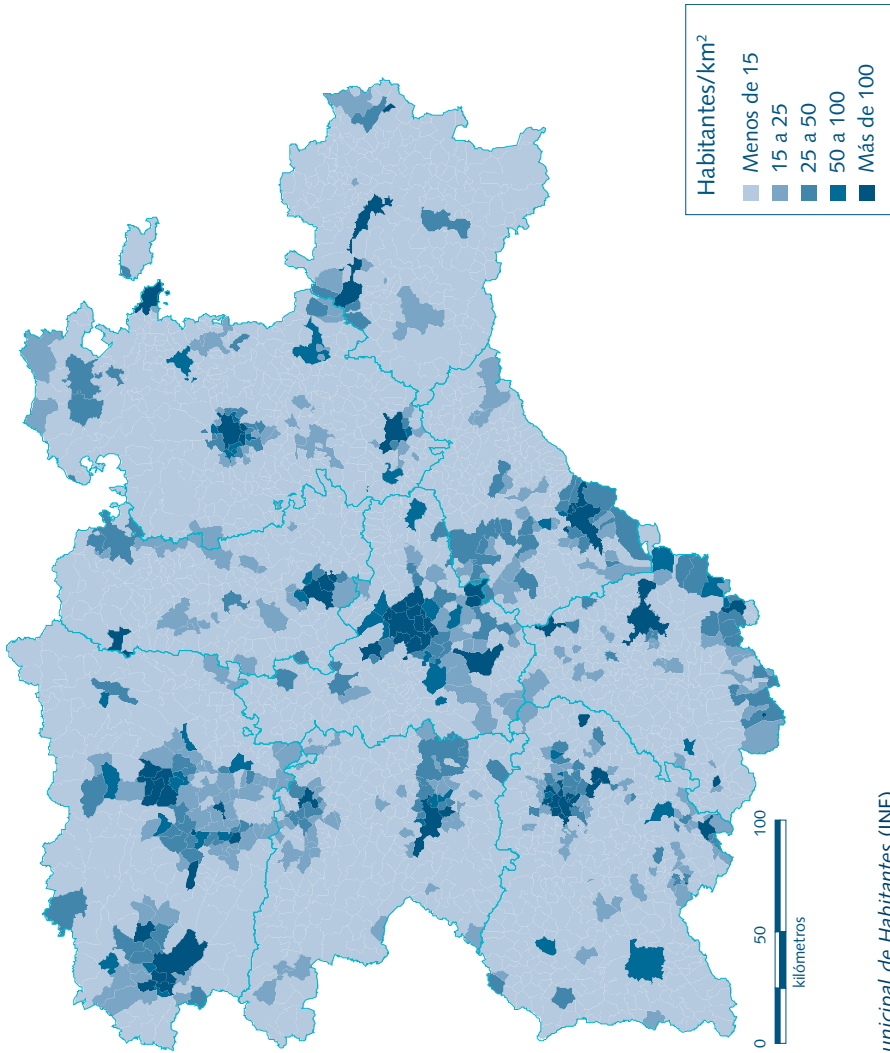 Habitantes/km²
Menos de 15
15 a 25
25 a 50
50 a 100
Más de 100
0
50
100
kilómetros
unicipal de Habitantes (INE)